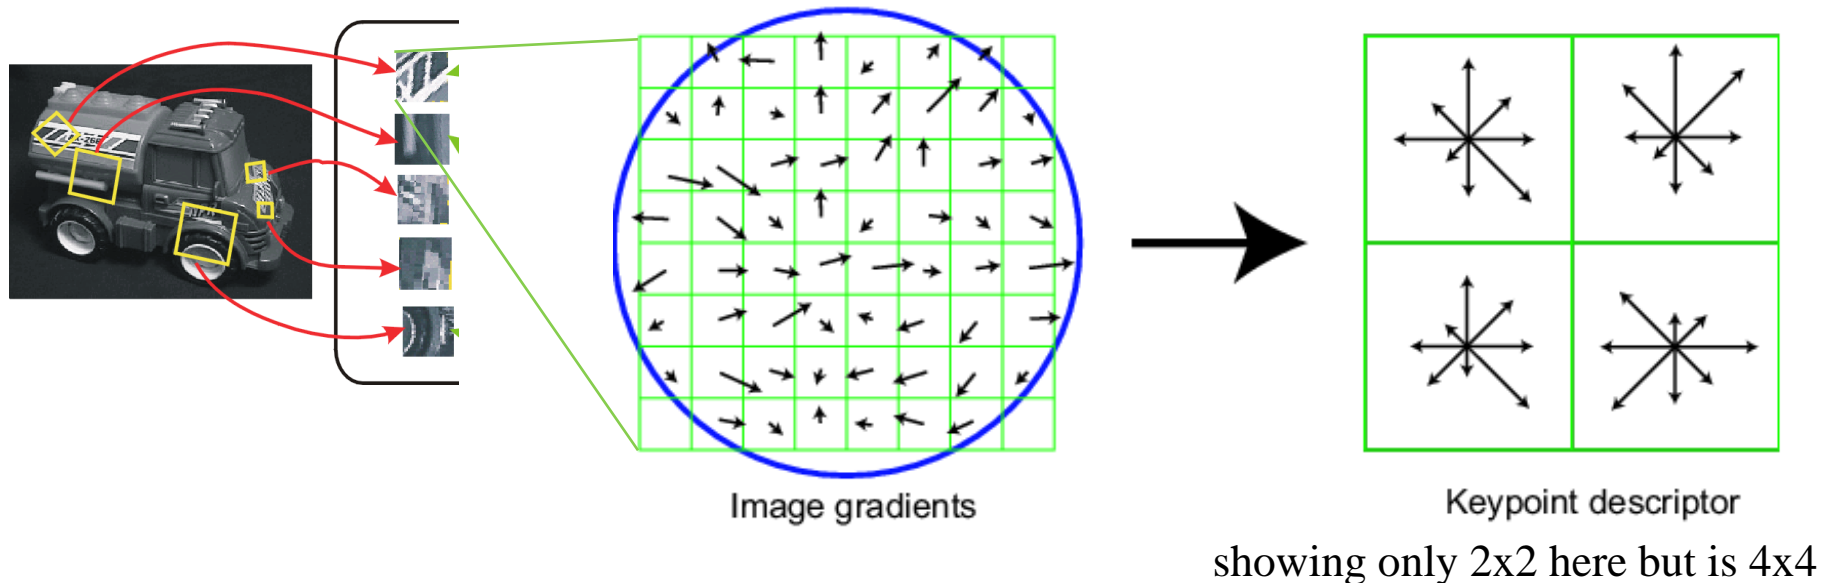 Image gradients
Keypoint descriptor
showing only 2x2 here but is 4x4